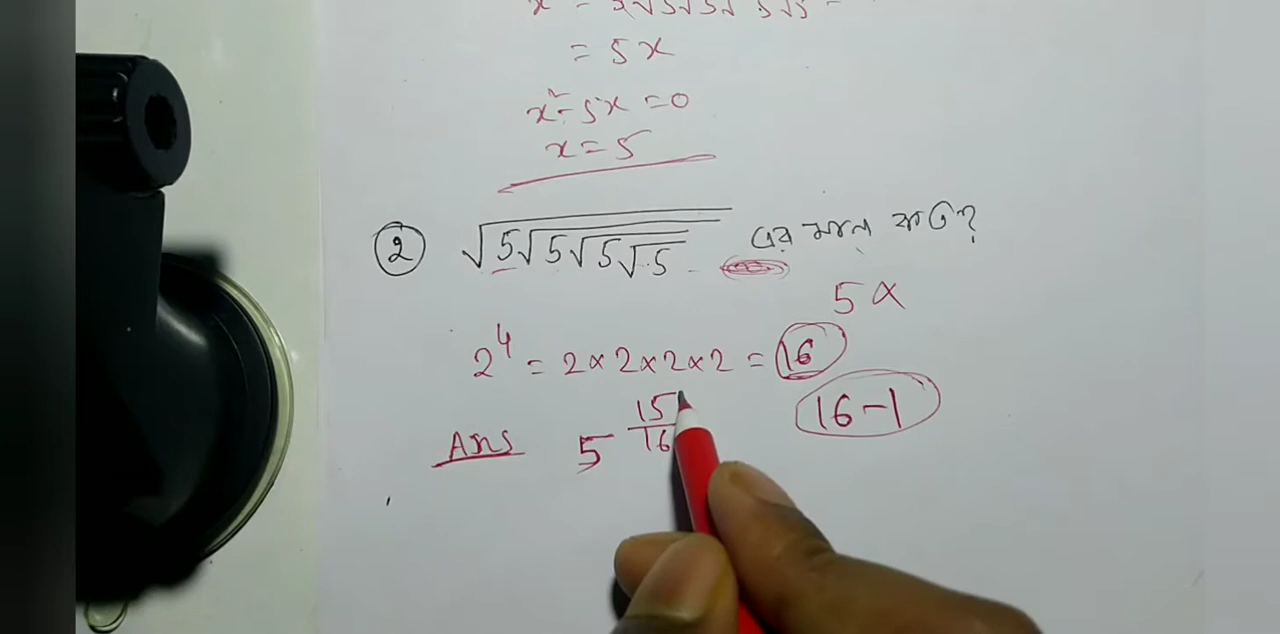 = 5x
x² - 5x = 0
x = 5
② √5√5√5√5 এর মান কত?
5x
2⁴ = 2 × 2 × 2 × 2 = 16
16 - 1
Ans 5^(15/16)